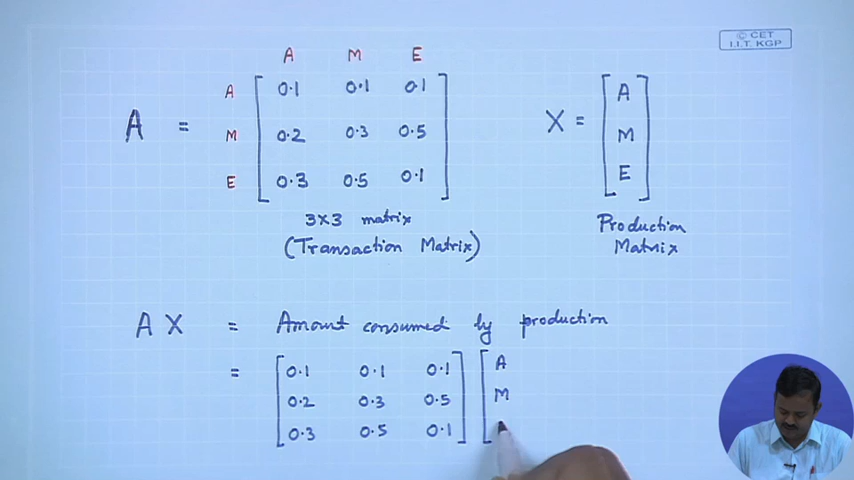 © CET
I.I.T. KGP
A M E
A 0.1 0.1 0.1
A = M 0.2 0.3 0.5
E 0.3 0.5 0.1
X = A
M
E
3×3 matrix
(Transaction Matrix)
Production
Matrix
A X = Amount consumed by production
= 0.1 0.1 0.1 A
0.2 0.3 0.5 M
0.3 0.5 0.1